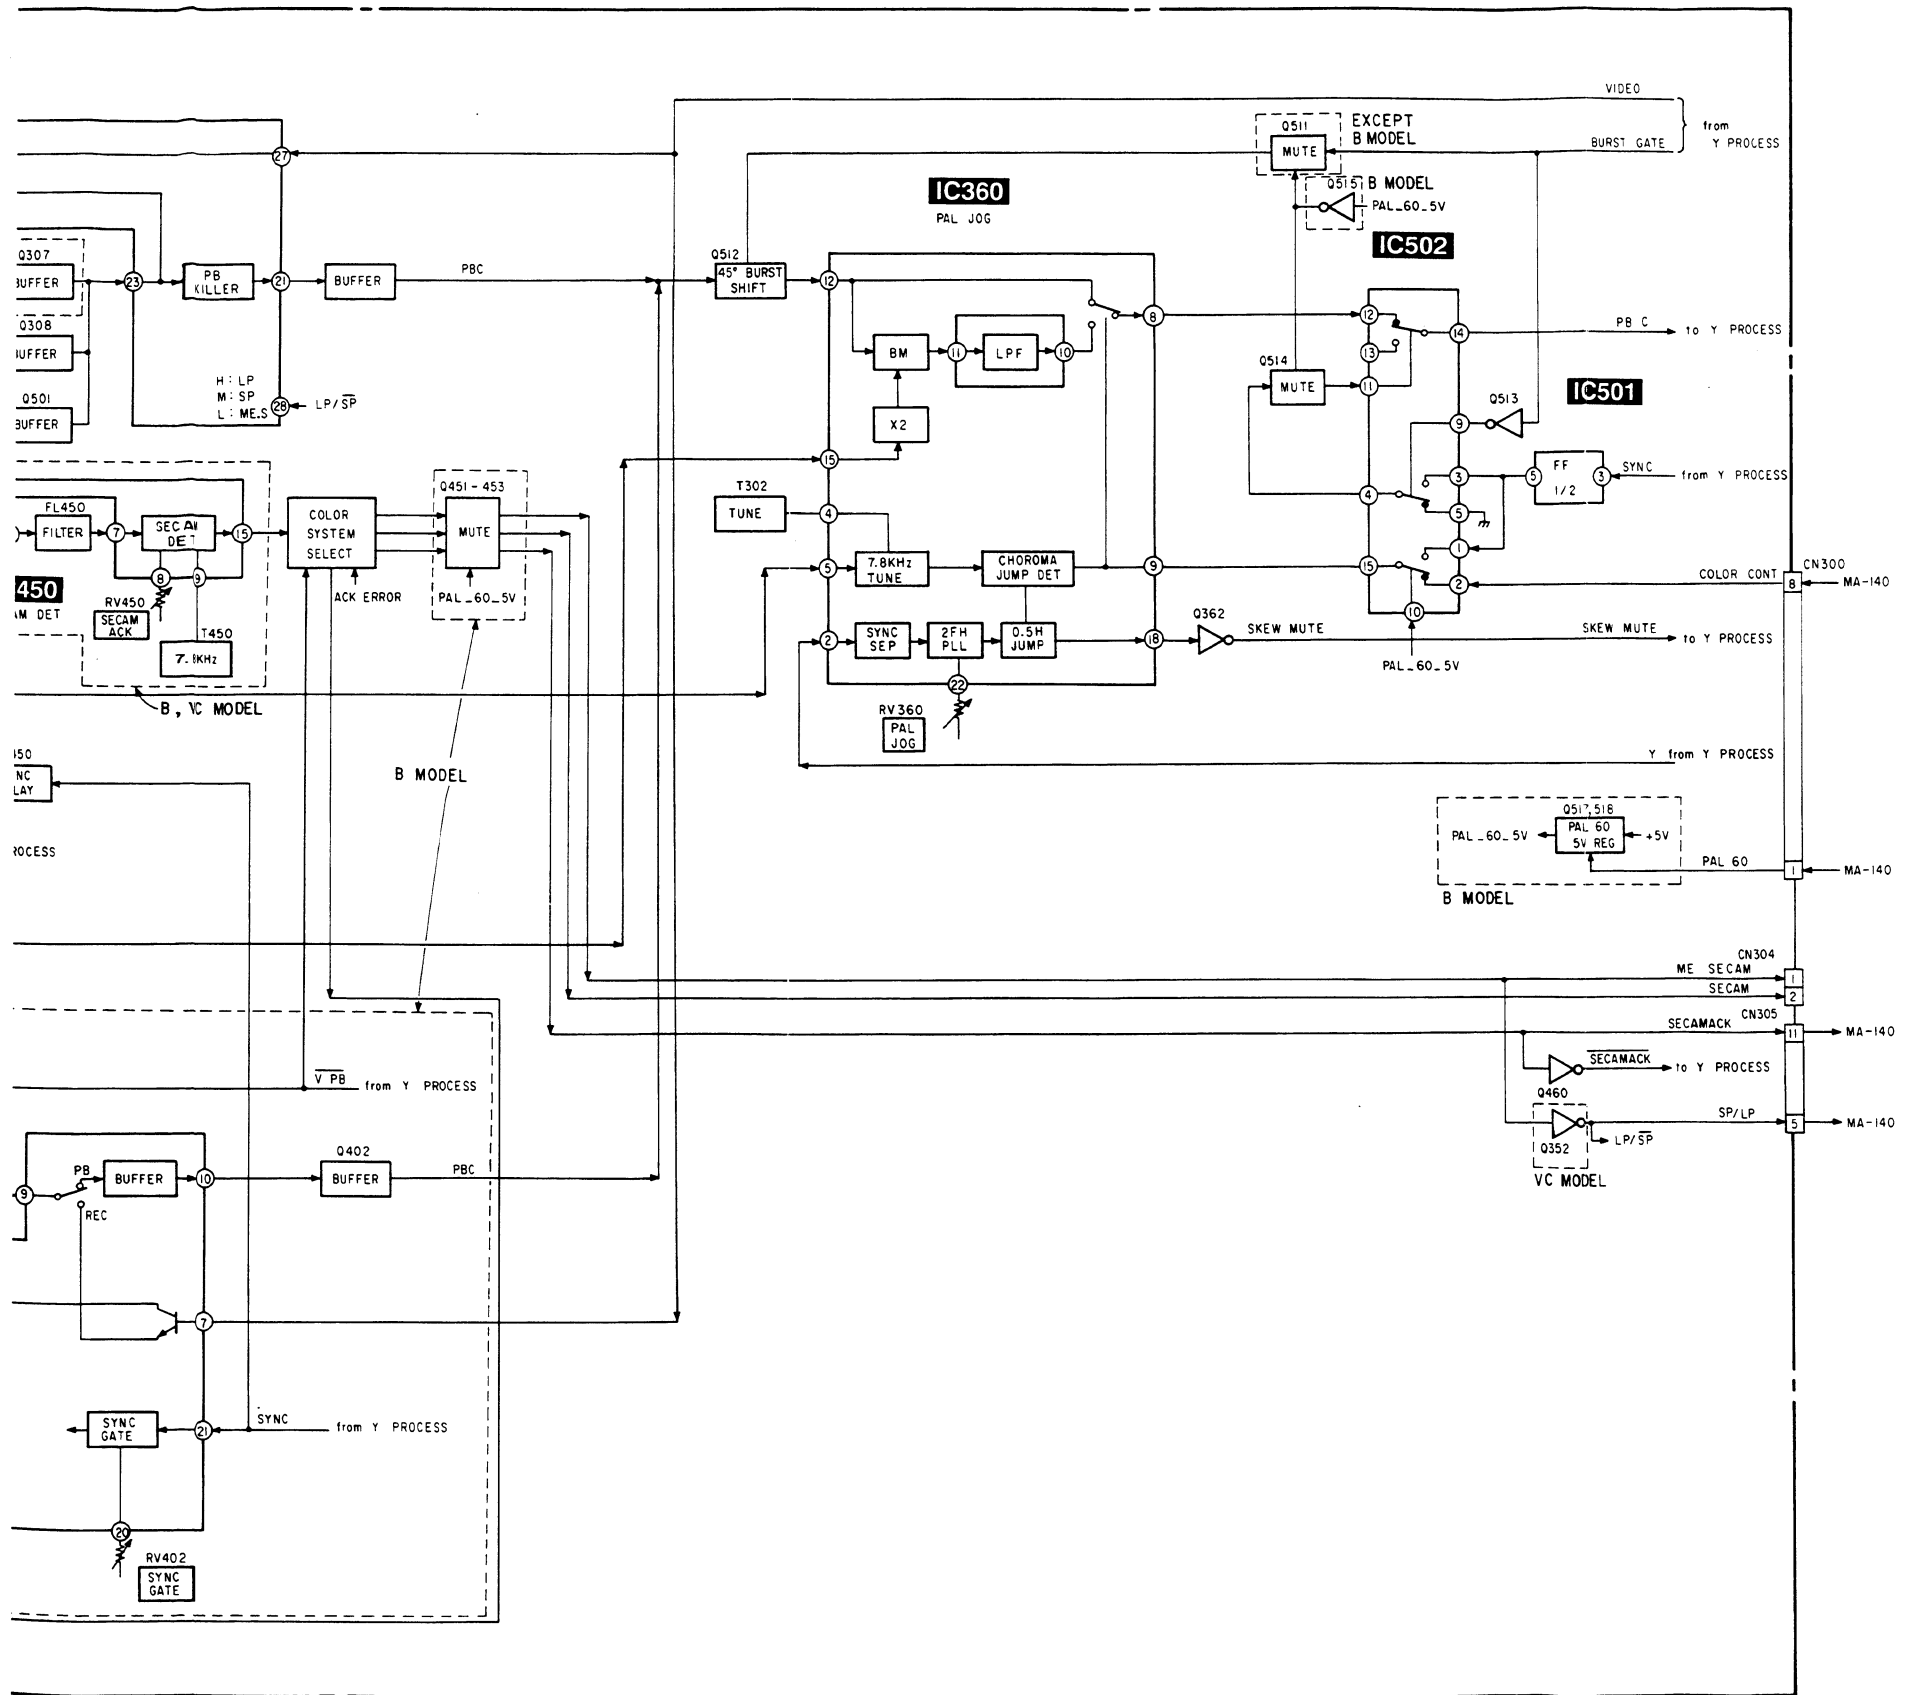 VIDEO
from
Y PROCESS
BURST GATE
Q511
MUTE
EXCEPT
B MODEL
27
Q515
B MODEL
PAL_60_5V
IC360
PAL JOG
IC502
Q307
BUFFER
23
PB
KILLER
21
BUFFER
PBC
Q512
45° BURST
SHIFT
12
8
12
14
PB C
to Y PROCESS
Q308
BUFFER
BM
11
LPF
10
13
Q514
MUTE
11
IC501
H : LP
M : SP
L : ME.S
28
LP/SP
Q501
BUFFER
X2
Q513
9
15
FF
1/2
5
3
SYNC
from Y PROCESS
3
4
5
1
FL450
FILTER
7
SECAM
DET
15
8
9
COLOR
SYSTEM
SELECT
Q451-453
MUTE
PAL_60_5V
ACK ERROR
T302
TUNE
4
5
7.8KHz
TUNE
CHOROMA
JUMP DET
9
15
2
COLOR CONT
8
CN300
MA-140
450
RV450
SECAM
ACK
T450
7.8KHz
B, VC MODEL
2
SYNC
SEP
2FH
PLL
0.5H
JUMP
18
Q362
SKEW MUTE
SKEW MUTE
to Y PROCESS
10
PAL_60_5V
22
RV360
PAL
JOG
Y from Y PROCESS
B MODEL
Q517,518
PAL_60_5V
PAL 60
5V REG
+5V
PAL 60
1
MA-140
B MODEL
CN304
ME SECAM
1
SECAM
2
CN305
SECAMACK
11
MA-140
SECAMACK
to Y PROCESS
Q460
V PB
from Y PROCESS
SP/LP
5
MA-140
LP/SP
Q352
VC MODEL
9
PB
BUFFER
10
REC
Q402
BUFFER
PBC
7
SYNC
GATE
21
SYNC
from Y PROCESS
20
RV402
SYNC
GATE